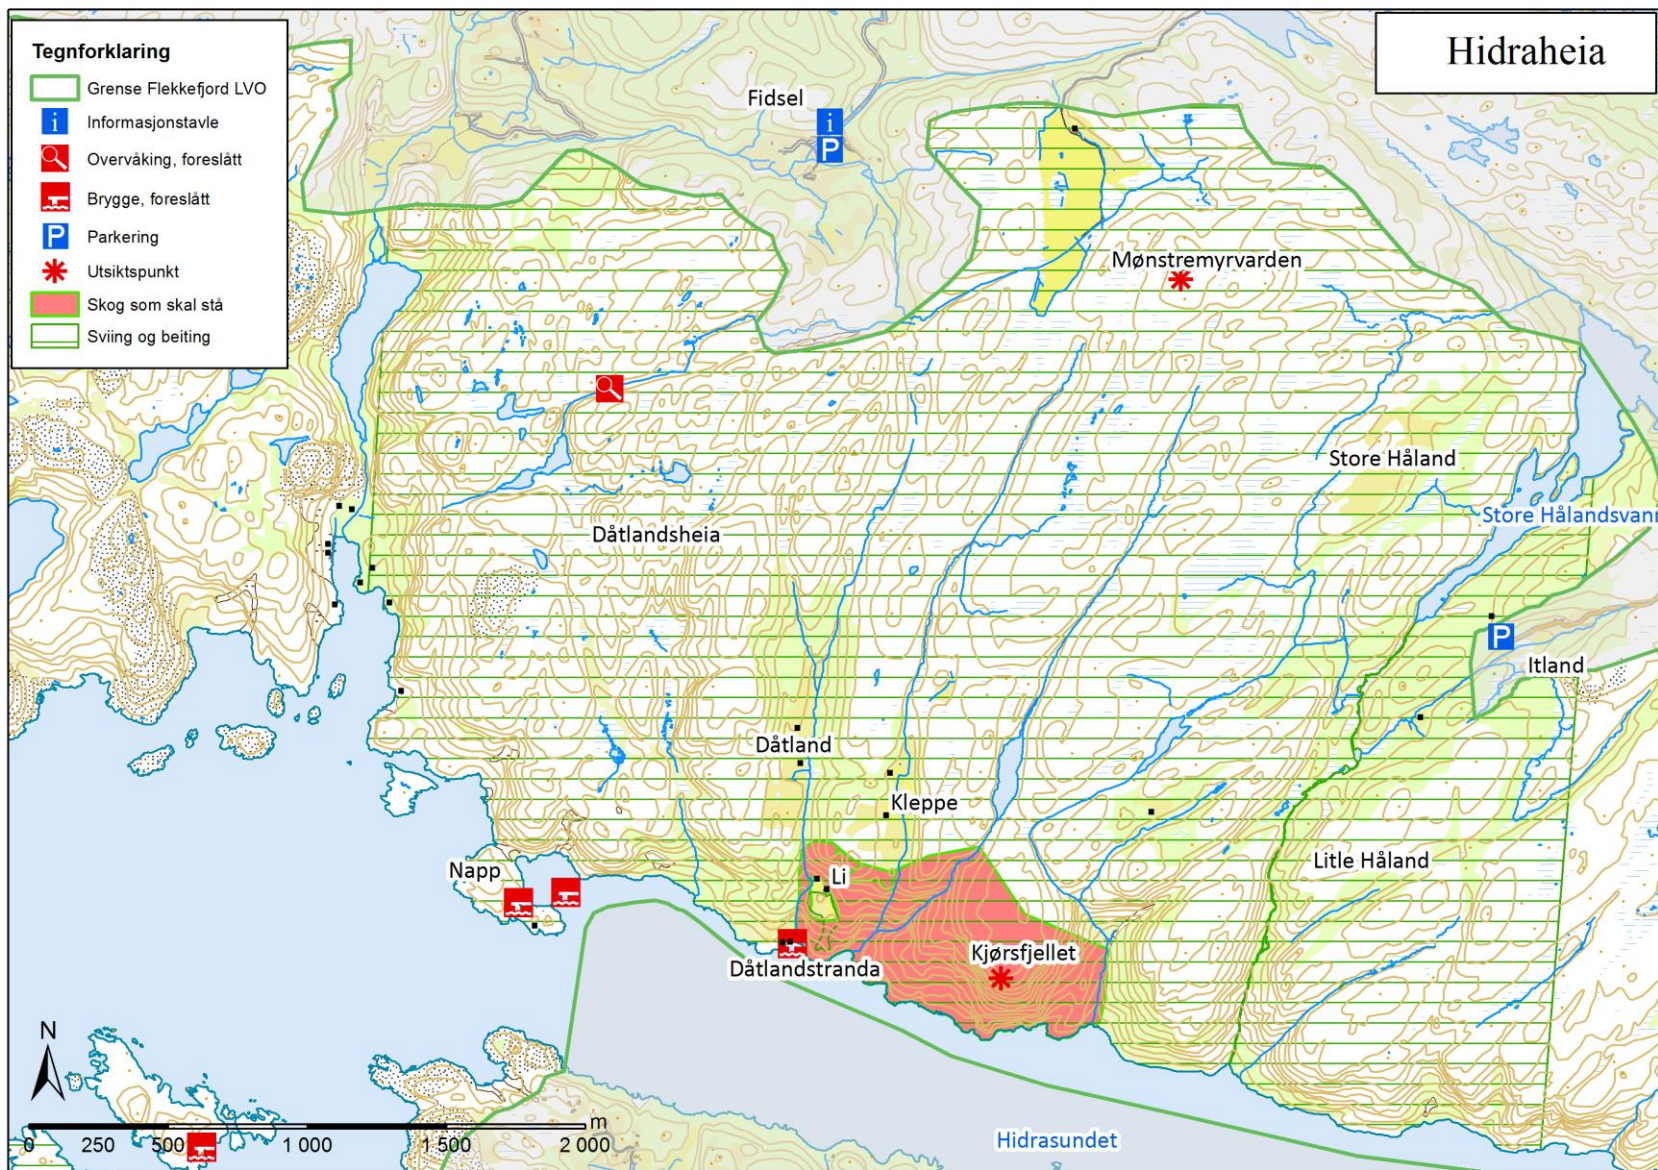 Hidraheia
Tegnforklaring
Grense Flekkefjord LVO
i
Informasjonstavle
Overvåking, foreslått
Brygge, foreslått
P
Parkering
Utsiktspunkt
Skog som skal stå
Sviing og beiting
Fidsel
i
P
Mønstremyrvarden
Store Håland
Store Hålandsvann
Dåtlandsheia
P
Itland
Dåtland
Kleppe
Litle Håland
Napp
Li
Kjørsfjellet
Dåtlandstranda
N
m
0 250 500 1 000 1 500 2 000
Hidrasundet